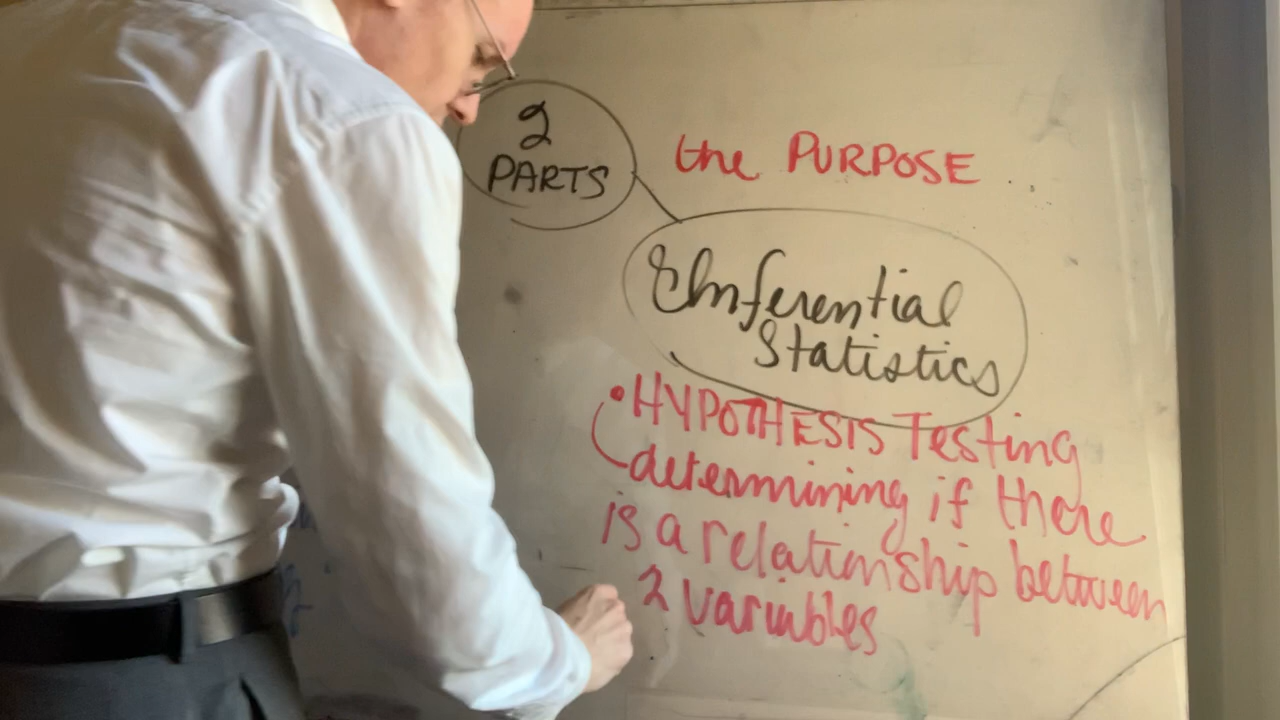 2
PARTS
the PURPOSE
Inferential
Statistics
• HYPOTHESIS Testing
determining if there
is a relationship between
2 variables